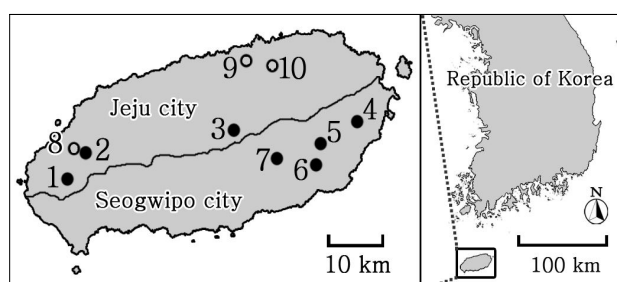 9 10
Jeju city
4
3
5
8 2
7
6
1
Seogwipo city
10 km
Republic of Korea
N
100 km